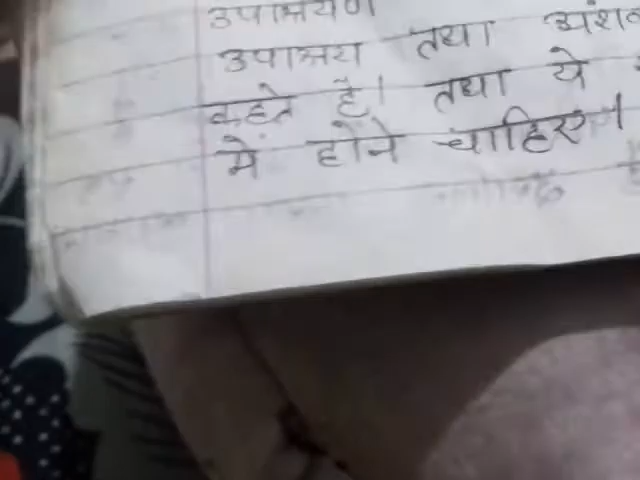 उपाश्रयण
उपाश्रय तथा
कहते है। तथा ये
में होने चाहिए।